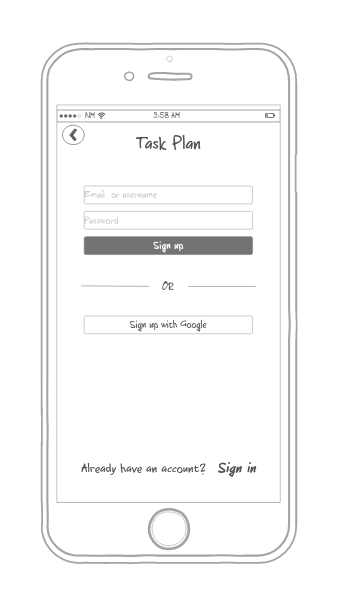 NM 3:58 AM
Task Plan
Email or username
Password
Sign up
OR
Sign up with Google
Already have an account? Sign in